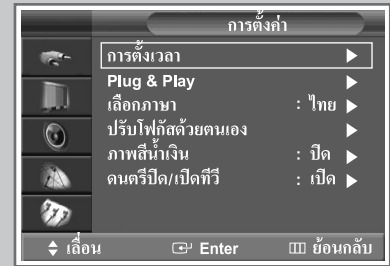 การตั้งค่า
การตั้งเวลา ▶
Plug & Play ▶
เลือกภาษา : ไทย ▶
ปรับโฟกัสด้วยตนเอง ▶
ภาพสีน้ำเงิน : ปิด ▶
ดนตรีปิด/เปิดทีวี : เปิด ▶
เลื่อน Enter ย้อนกลับ